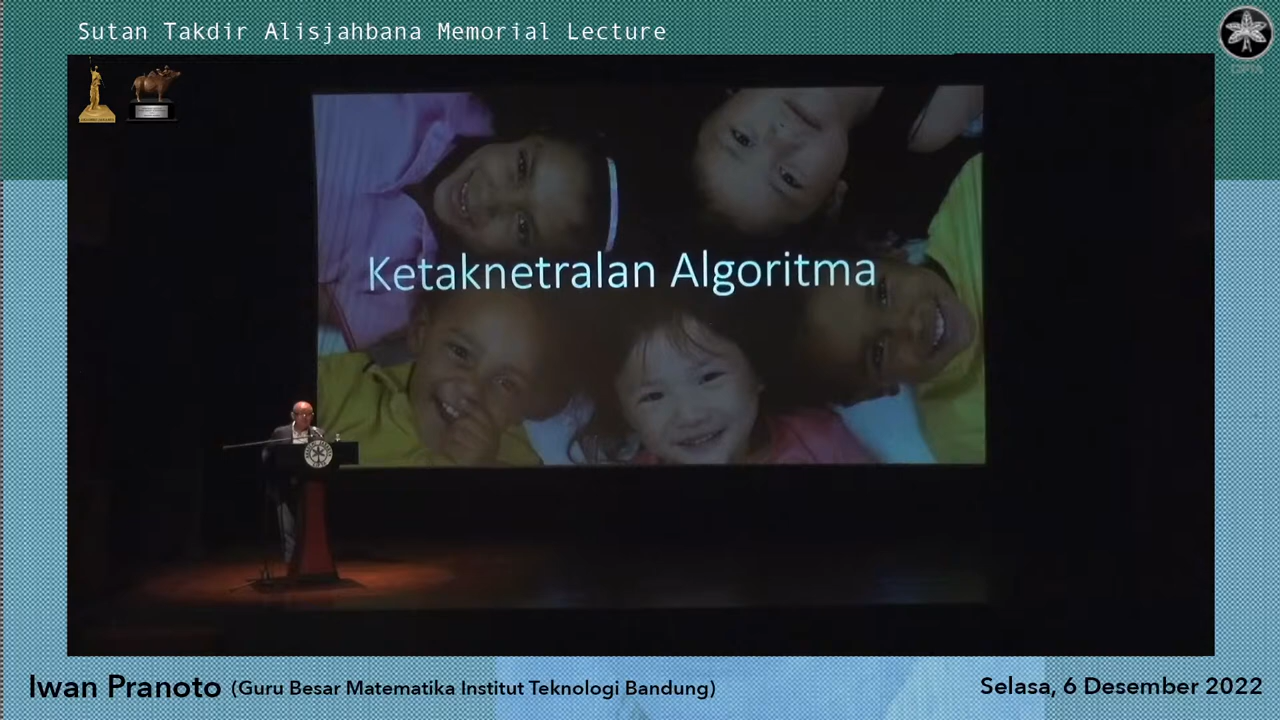 Sutan Takdir Alisjahbana Memorial Lecture
Ketaknetralan Algoritma
Iwan Pranoto (Guru Besar Matematika Institut Teknologi Bandung)
Selasa, 6 Desember 2022